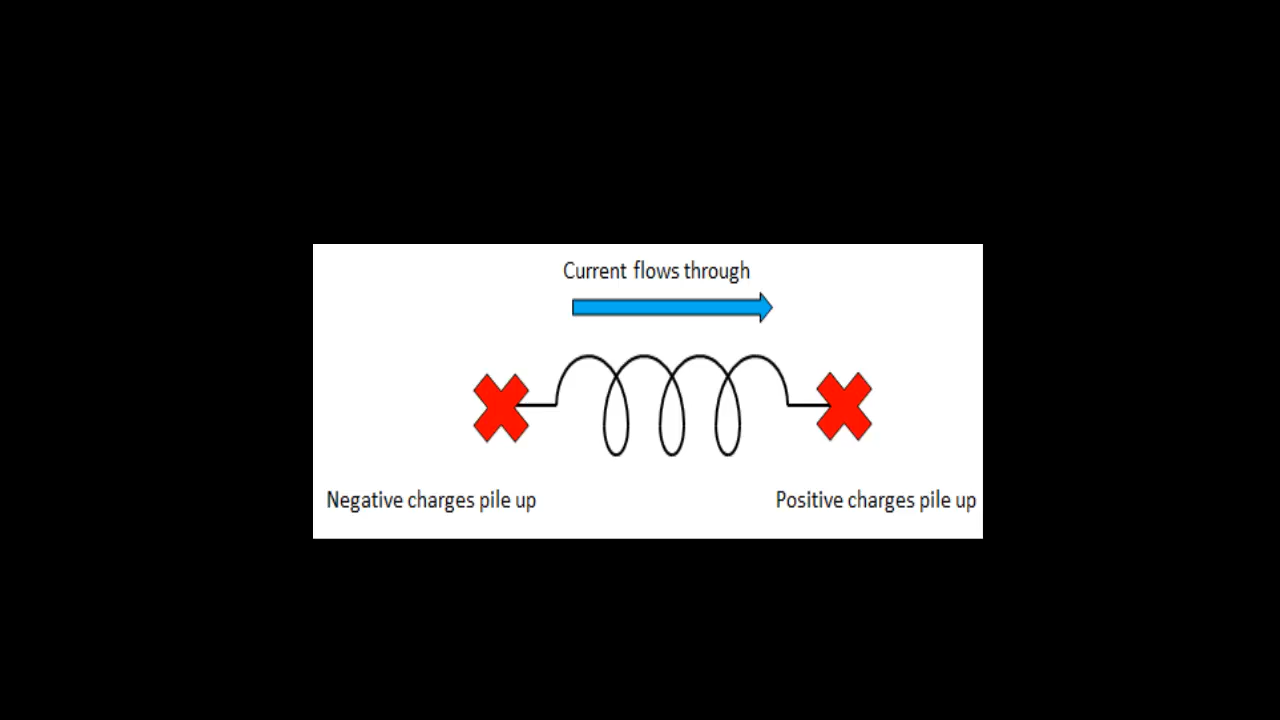 Current flows through
Negative charges pile up
Positive charges pile up